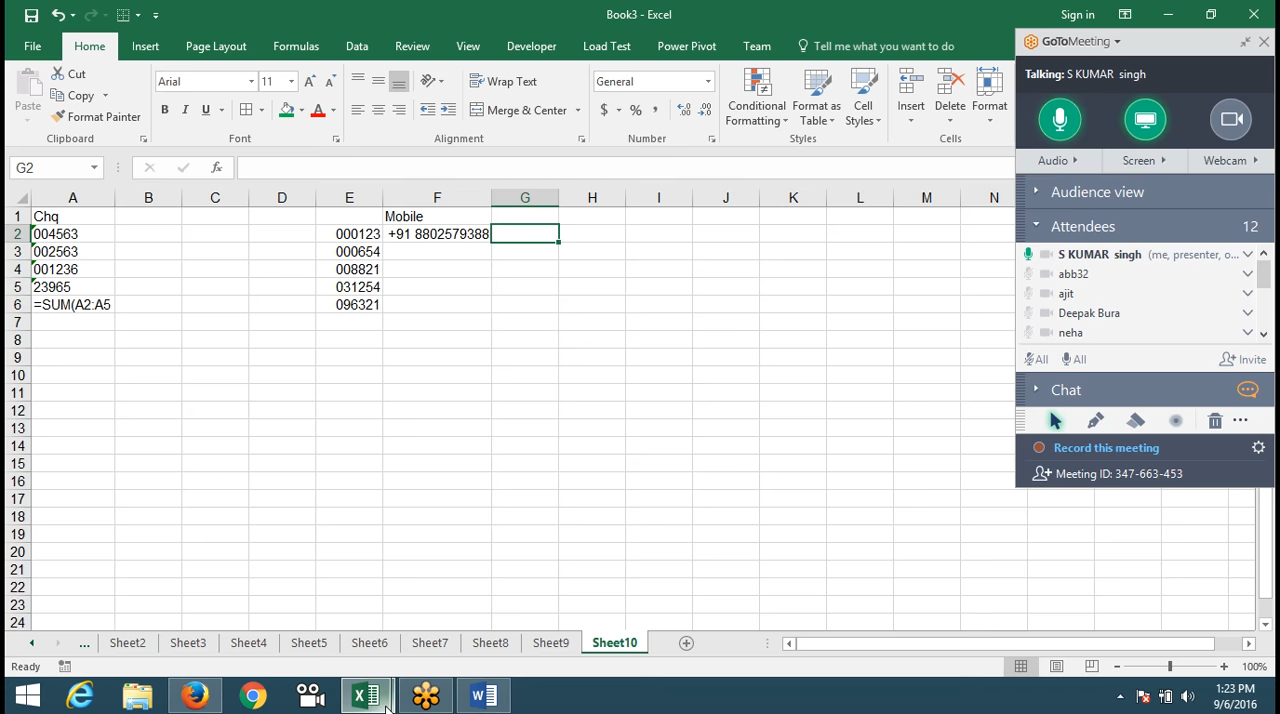 Book3 - Excel
Sign in
File Home Insert Page Layout Formulas Data Review View Developer Load Test Power Pivot Team Tell me what you want to do
Paste
Cut
Copy
Format Painter
Clipboard
Arial 11
B I U
Font
Wrap Text
Merge & Center
Alignment
General
$ % ,
Number
Conditional Formatting
Format as Table
Cell Styles
Styles
Insert
Delete
Format
Cells
G2
fx
A B C D E F G H I J K L M N
1 Chq Mobile
2 004563 000123 +91 8802579388
3 002563 000654
4 001236 008821
5 23965 031254
6 =SUM(A2:A5 096321
7
8
9
10
11
12
13
14
15
16
17
18
19
20
21
22
23
24
... Sheet2 Sheet3 Sheet4 Sheet5 Sheet6 Sheet7 Sheet8 Sheet9 Sheet10
Ready
100%
GoToMeeting
Talking: S KUMAR singh
Audio Screen Webcam
Audience view
Attendees 12
S KUMAR singh (me, presenter, o...
abb32
ajit
Deepak Bura
neha
All All Invite
Chat
Record this meeting
Meeting ID: 347-663-453
1:23 PM
9/6/2016